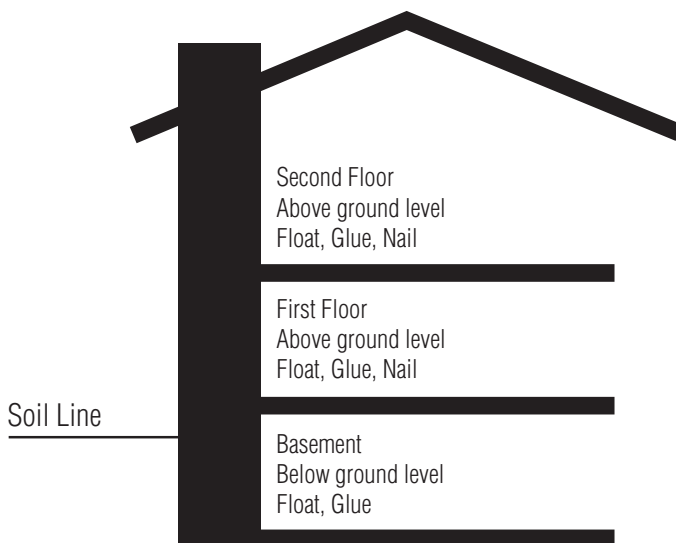 Second Floor
Above ground level
Float, Glue, Nail
First Floor
Above ground level
Float, Glue, Nail
Soil Line
Basement
Below ground level
Float, Glue